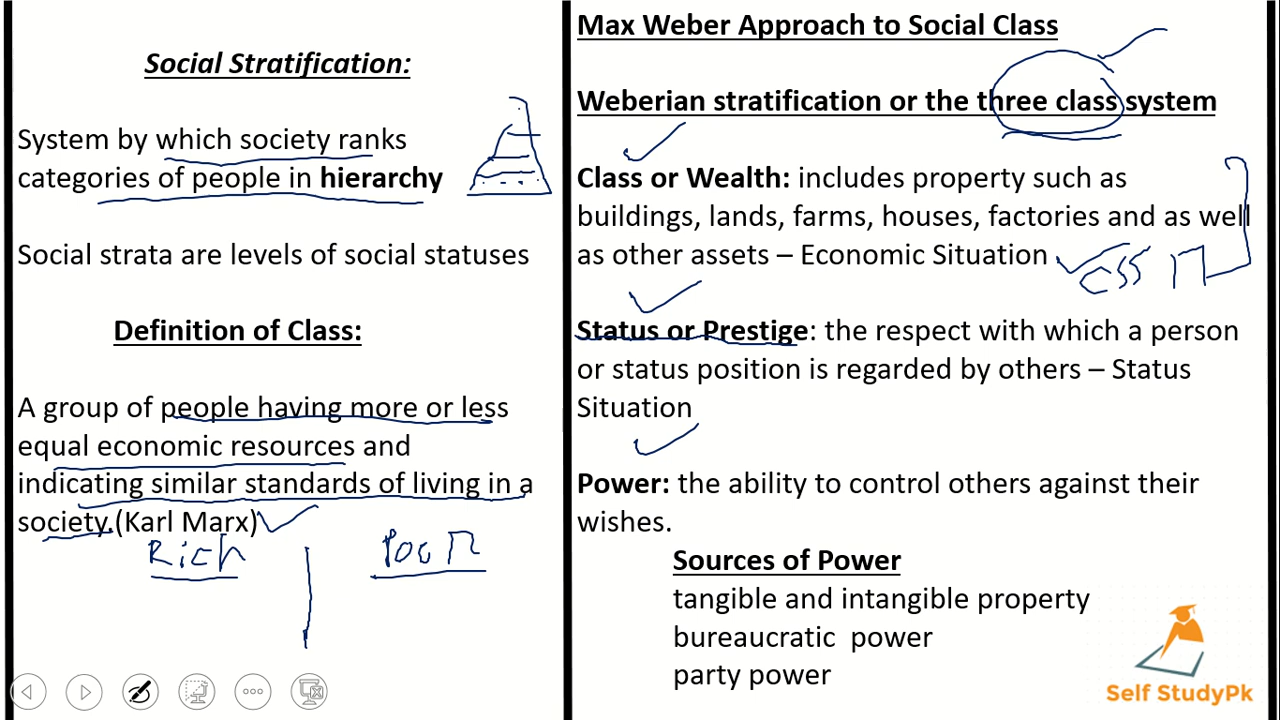 Social Stratification:
System by which society ranks
categories of people in hierarchy
Social strata are levels of social statuses
Definition of Class:
A group of people having more or less
equal economic resources and
indicating similar standards of living in a
society.(Karl Marx)
Rich
Poor
Max Weber Approach to Social Class
Weberian stratification or the three class system
Class or Wealth: includes property such as
buildings, lands, farms, houses, factories and as well
as other assets – Economic Situation
CSS
Status or Prestige: the respect with which a person
or status position is regarded by others – Status
Situation
Power: the ability to control others against their
wishes.
Sources of Power
tangible and intangible property
bureaucratic power
party power
Self StudyPk